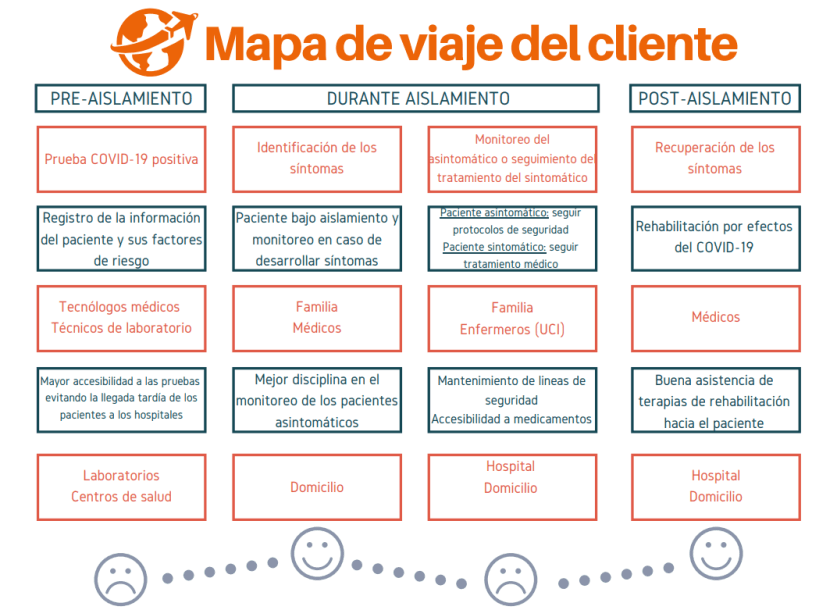 Mapa de viaje del cliente
PRE-AISLAMIENTO
DURANTE AISLAMIENTO
POST-AISLAMIENTO
Prueba COVID-19 positiva
Identificación de los
síntomas
Monitoreo del
asintomático o seguimiento del
tratamiento del sintomático
Recuperación de los
síntomas
Registro de la información
del paciente y sus factores
de riesgo
Paciente bajo aislamiento y
monitoreo en caso de
desarrollar síntomas
Paciente asintomático: seguir
protocolos de seguridad
Paciente sintomático: seguir
tratamiento médico
Rehabilitación por efectos
del COVID-19
Tecnólogos médicos
Técnicos de laboratorio
Familia
Médicos
Familia
Enfermeros (UCI)
Médicos
Mayor accesibilidad a las pruebas
evitando la llegada tardía de los
pacientes a los hospitales
Mejor disciplina en el
monitoreo de los pacientes
asintomáticos
Mantenimiento de lineas de
seguridad
Accesibilidad a medicamentos
Buena asistencia de
terapias de rehabilitación
hacia el paciente
Laboratorios
Centros de salud
Domicilio
Hospital
Domicilio
Hospital
Domicilio